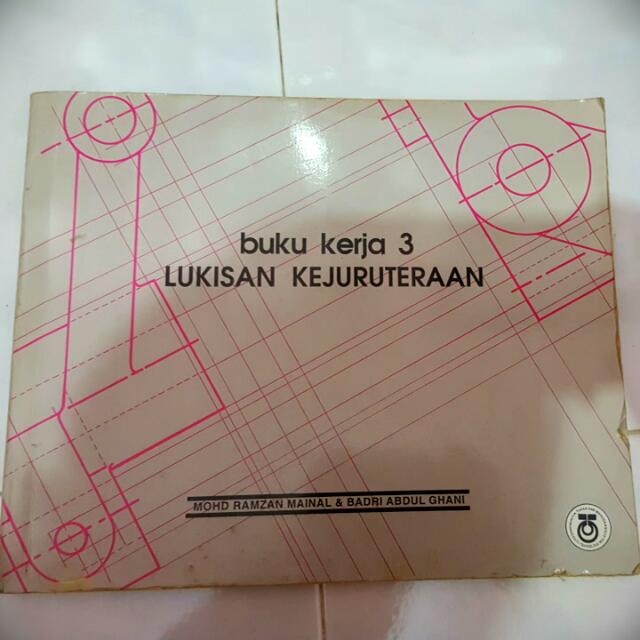 buku kerja 3
LUKISAN KEJURUTERAAN
MOHD RAMZAN MAINAL & BADRI ABDUL GHANI